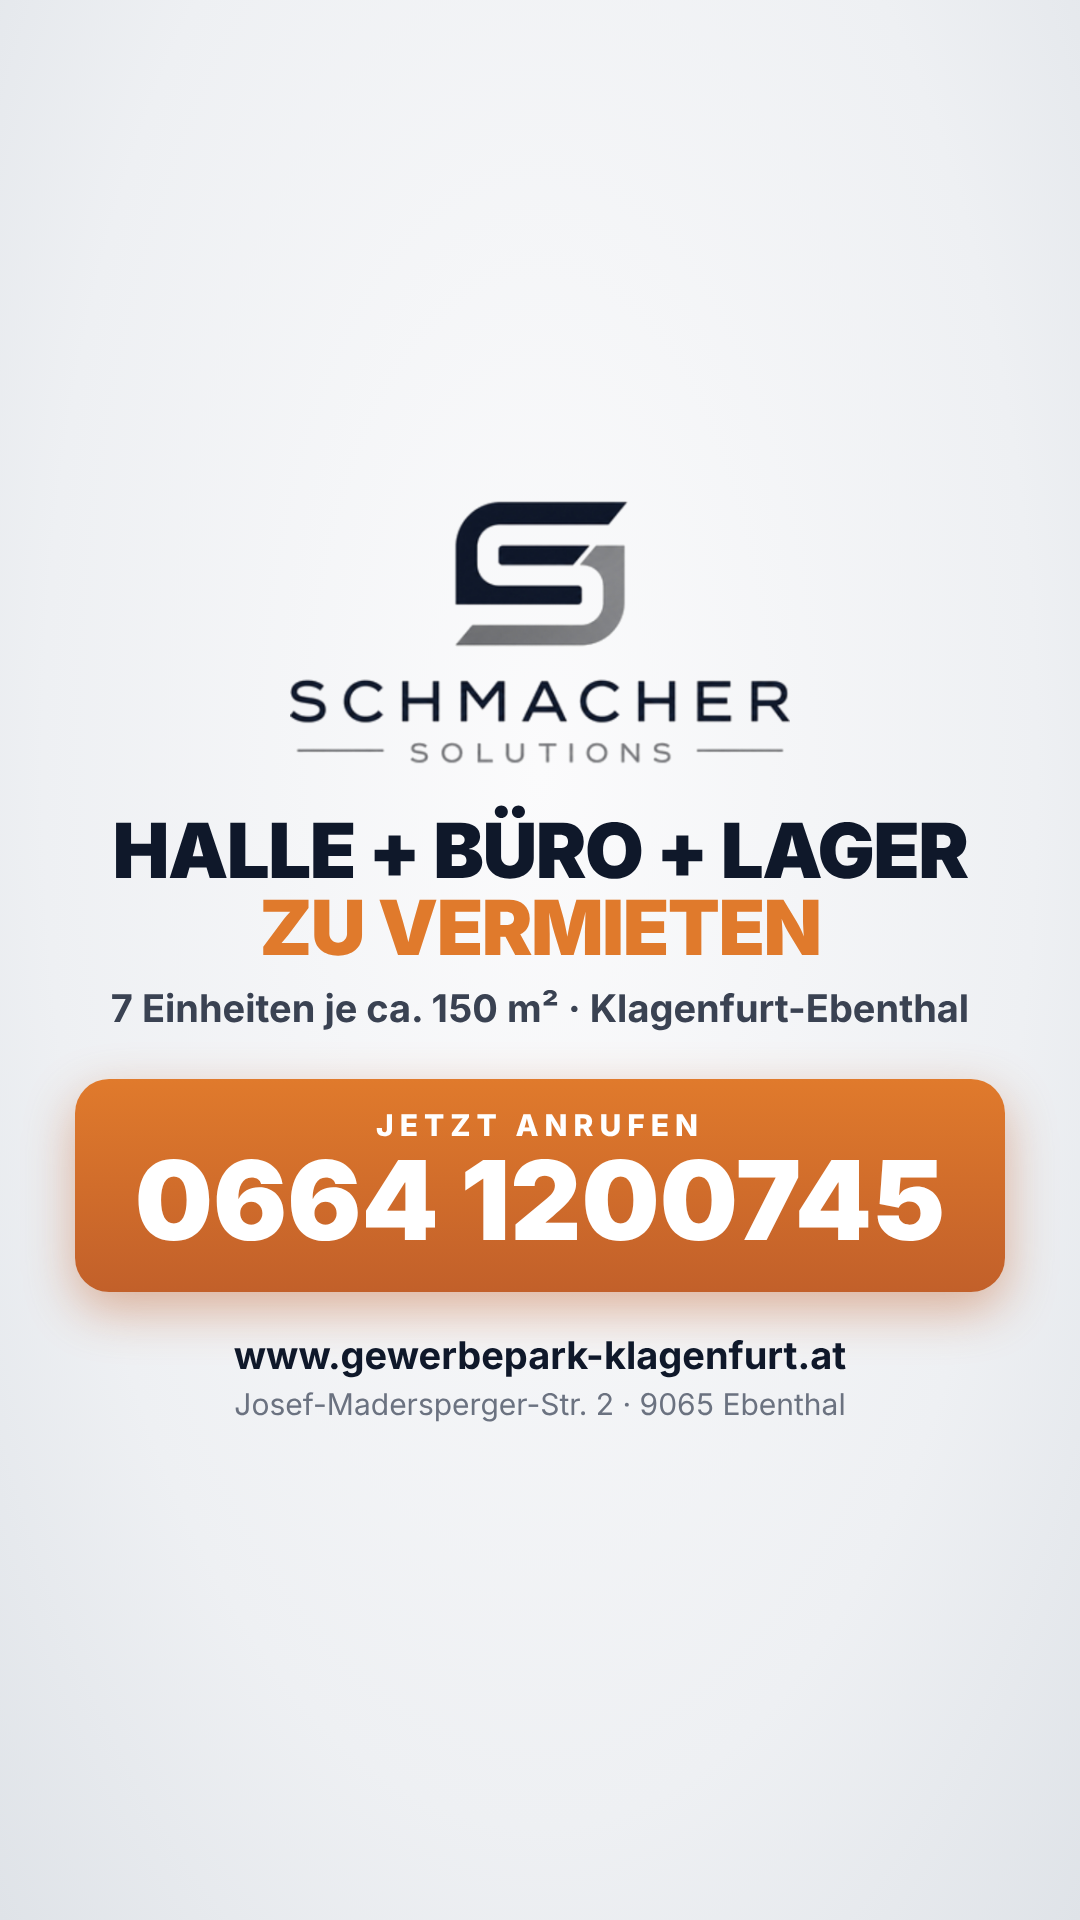 SCHMACHER
SOLUTIONS
HALLE + BÜRO + LAGER
ZU VERMIETEN
7 Einheiten je ca. 150 m² · Klagenfurt-Ebenthal
JETZT ANRUFEN
0664 1200745
www.gewerbepark-klagenfurt.at
Josef-Madersperger-Str. 2 · 9065 Ebenthal